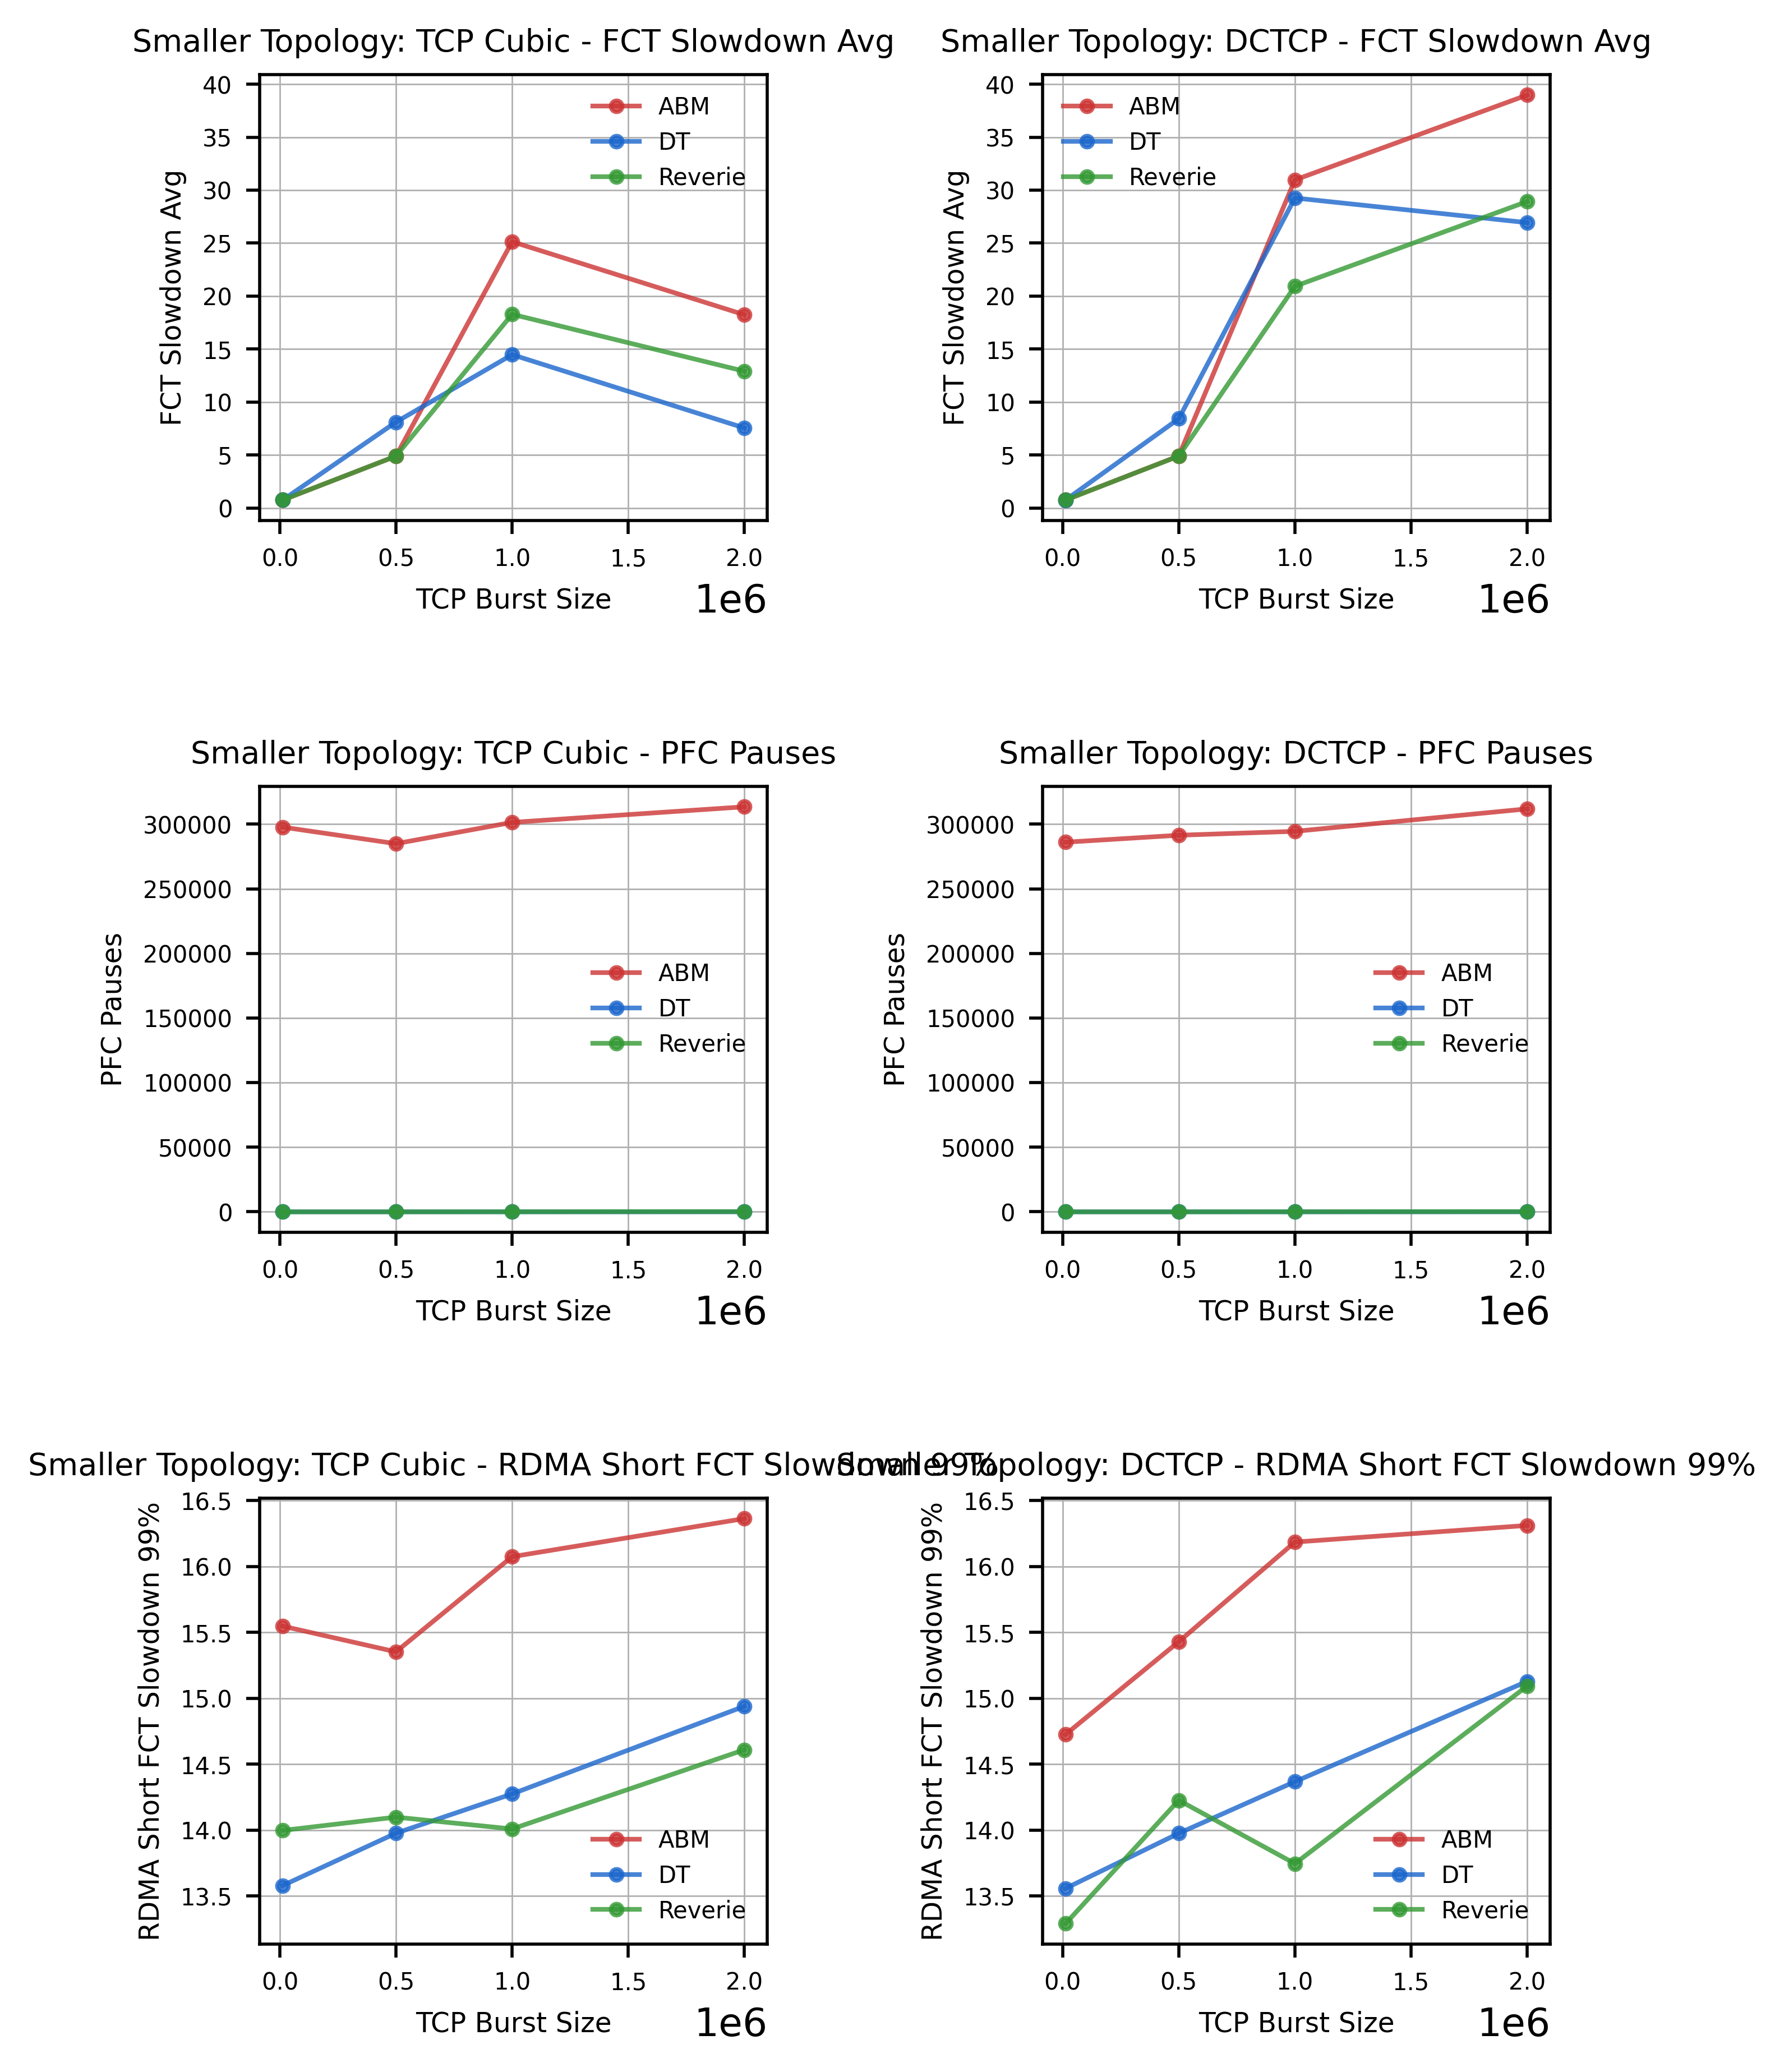 Smaller Topology: TCP Cubic - FCT Slowdown Avg
40
35
30
25
20
15
10
5
0
FCT Slowdown Avg
ABM
DT
Reverie
0.0 0.5 1.0 1.5 2.0
TCP Burst Size
1e6
Smaller Topology: DCTCP - FCT Slowdown Avg
40
35
30
25
20
15
10
5
0
FCT Slowdown Avg
ABM
DT
Reverie
0.0 0.5 1.0 1.5 2.0
TCP Burst Size
1e6
Smaller Topology: TCP Cubic - PFC Pauses
300000
250000
200000
150000
100000
50000
0
PFC Pauses
ABM
DT
Reverie
0.0 0.5 1.0 1.5 2.0
TCP Burst Size
1e6
Smaller Topology: DCTCP - PFC Pauses
300000
250000
200000
150000
100000
50000
0
PFC Pauses
ABM
DT
Reverie
0.0 0.5 1.0 1.5 2.0
TCP Burst Size
1e6
Smaller Topology: TCP Cubic - RDMA Short FCT Slowdown 99%
16.5
16.0
15.5
15.0
14.5
14.0
13.5
RDMA Short FCT Slowdown 99%
ABM
DT
Reverie
0.0 0.5 1.0 1.5 2.0
TCP Burst Size
1e6
Smaller Topology: DCTCP - RDMA Short FCT Slowdown 99%
16.5
16.0
15.5
15.0
14.5
14.0
13.5
RDMA Short FCT Slowdown 99%
ABM
DT
Reverie
0.0 0.5 1.0 1.5 2.0
TCP Burst Size
1e6